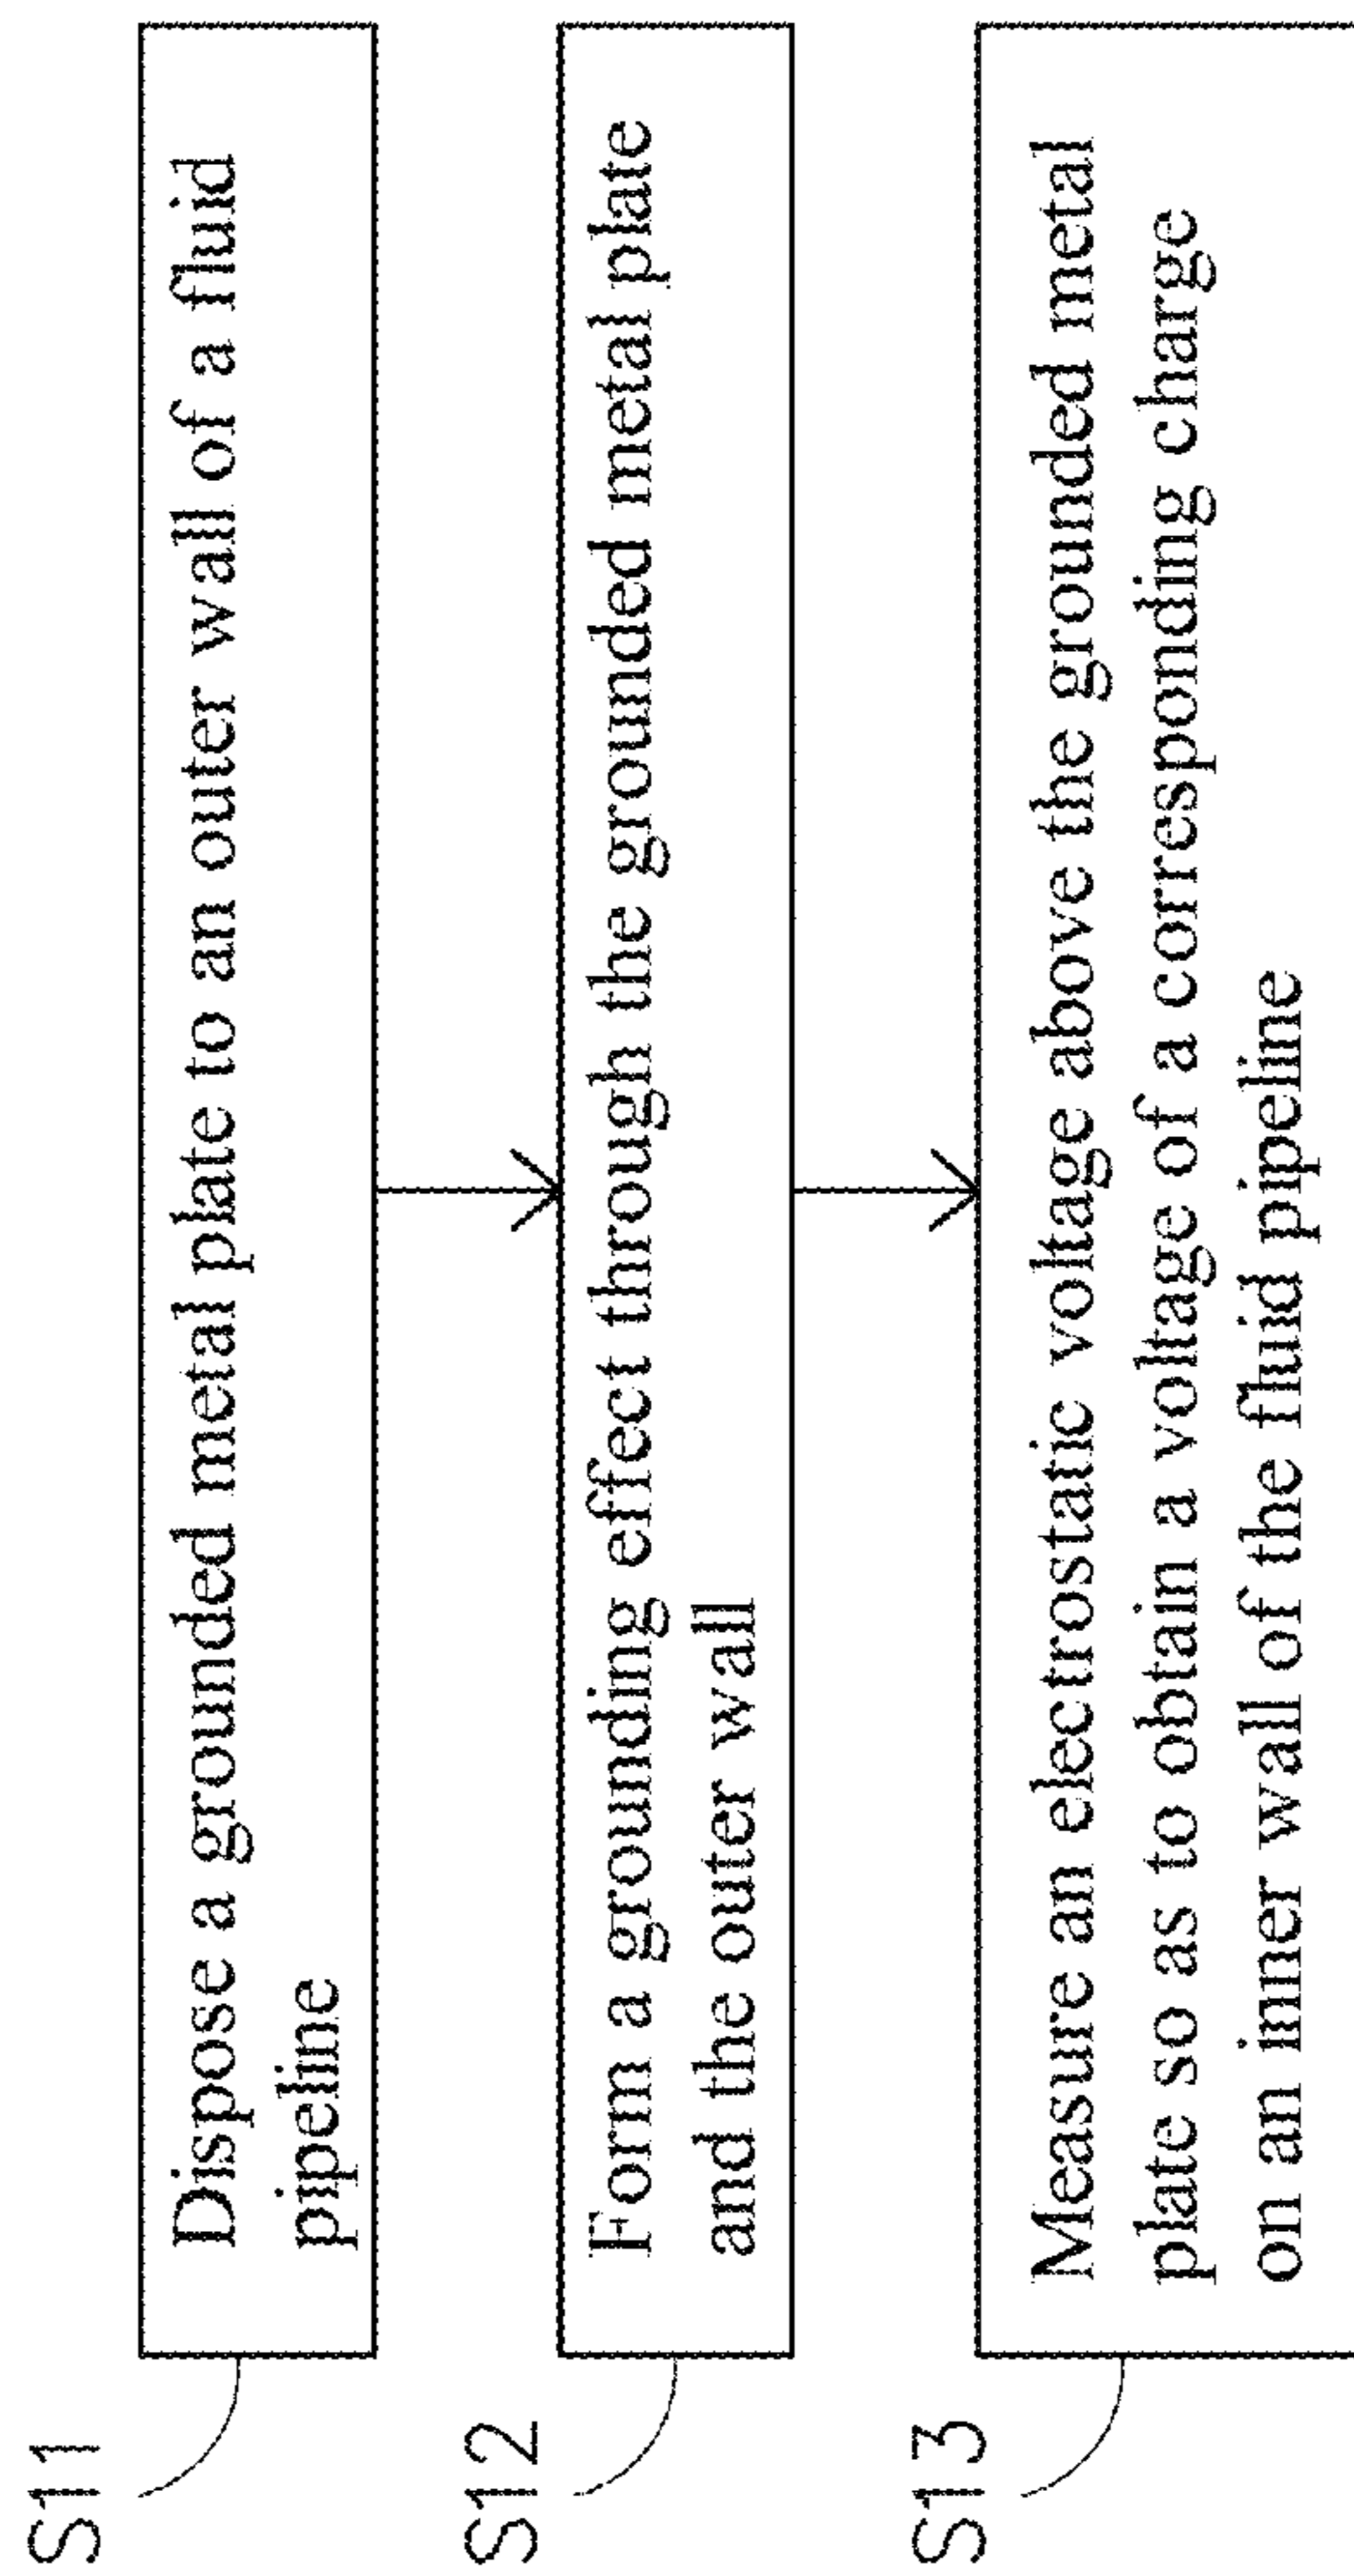 S11
Dispose a grounded metal plate to an outer wall of a fluid
pipeline
S12
Form a grounding effect through the grounded metal plate
and the outer wall
S13
Measure an electrostatic voltage above the grounded metal
plate so as to obtain a voltage of a corresponding charge
on an inner wall of the fluid pipeline